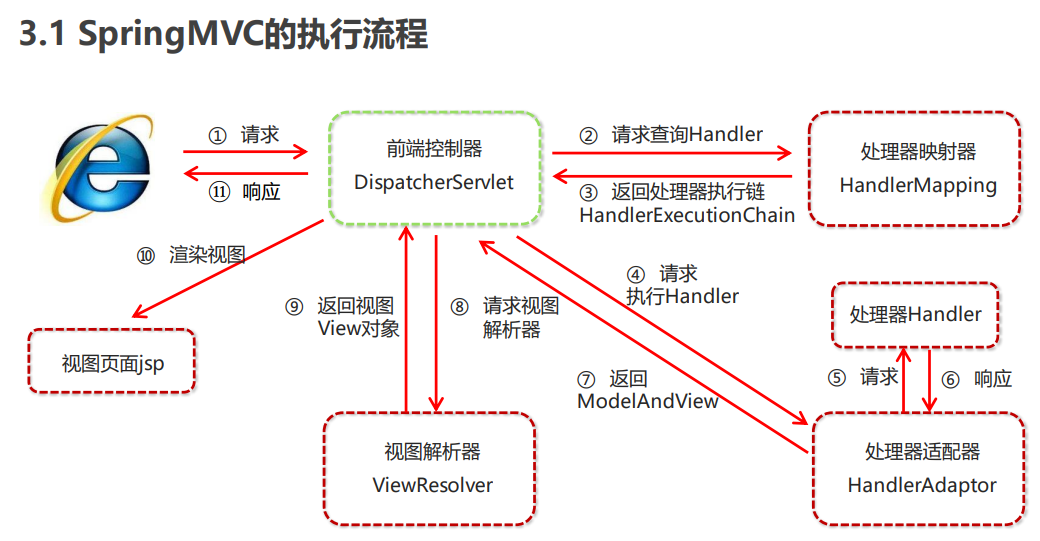 3.1 SpringMVC的执行流程
① 请求
⑪ 响应
前端控制器
DispatcherServlet
② 请求查询Handler
③ 返回处理器执行链
HandlerExecutionChain
处理器映射器
HandlerMapping
⑩ 渲染视图
视图页面jsp
⑨ 返回视图
View对象
⑧ 请求视图
解析器
④ 请求
执行Handler
⑦ 返回
ModelAndView
处理器Handler
⑤ 请求
⑥ 响应
视图解析器
ViewResolver
处理器适配器
HandlerAdaptor